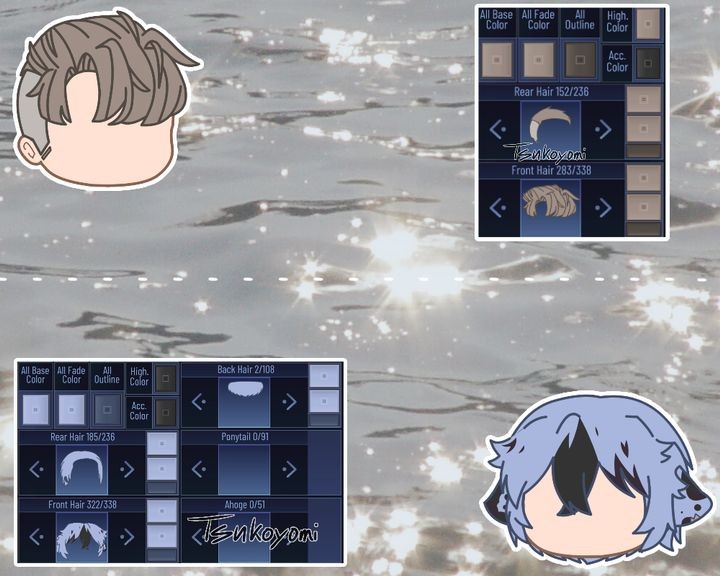 All Base Color
All Fade Color
All Outline
High. Color
Acc. Color
Rear Hair 152/236
Tsukoyomi
Front Hair 283/338
All Base Color
All Fade Color
All Outline
High. Color
Acc. Color
Back Hair 2/108
Rear Hair 185/236
Ponytail 0/91
Front Hair 322/338
Ahoge 0/51
Tsukoyomi